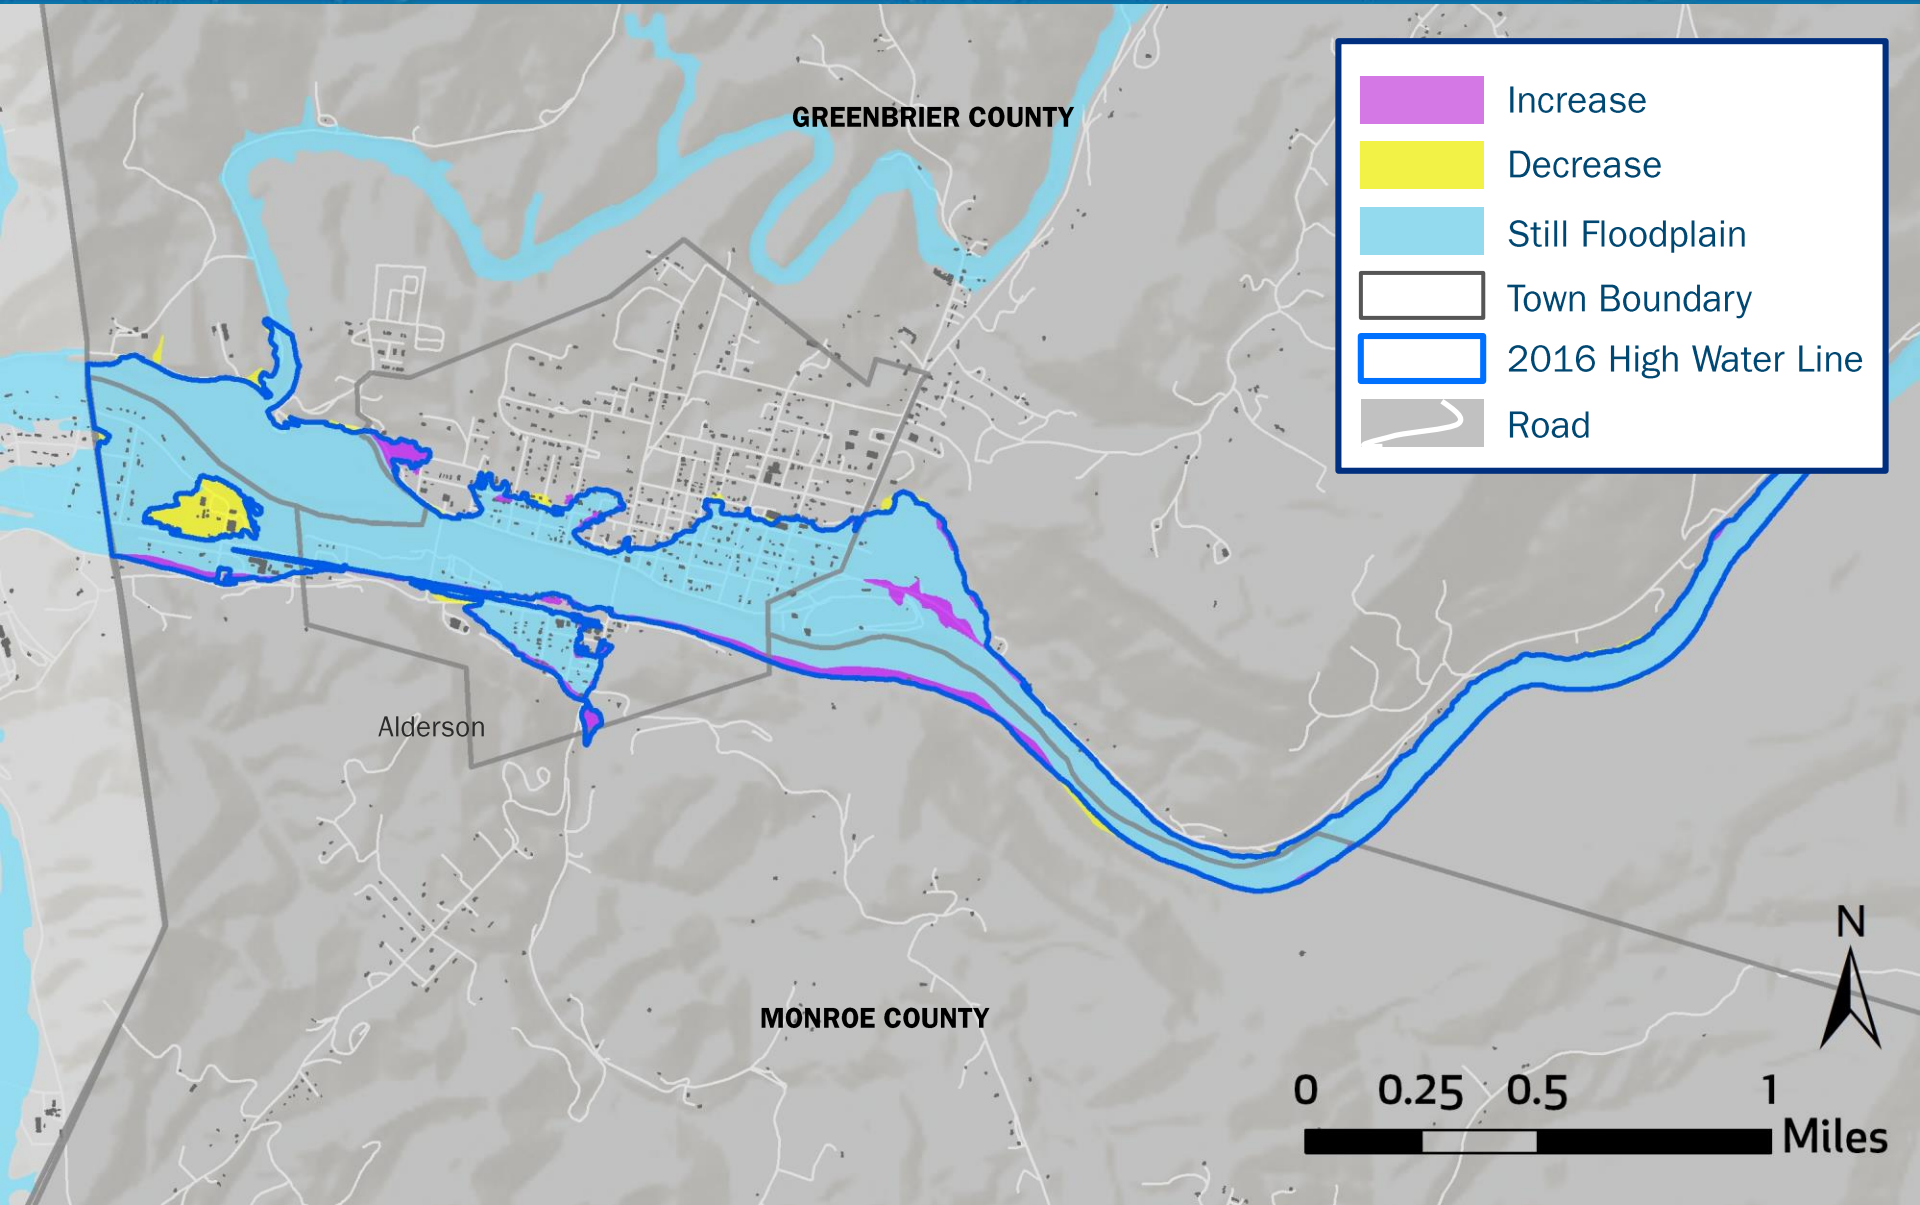 GREENBRIER COUNTY
Increase
Decrease
Still Floodplain
Town Boundary
2016 High Water Line
Road
Alderson
MONROE COUNTY
N
0 0.25 0.5 1
Miles